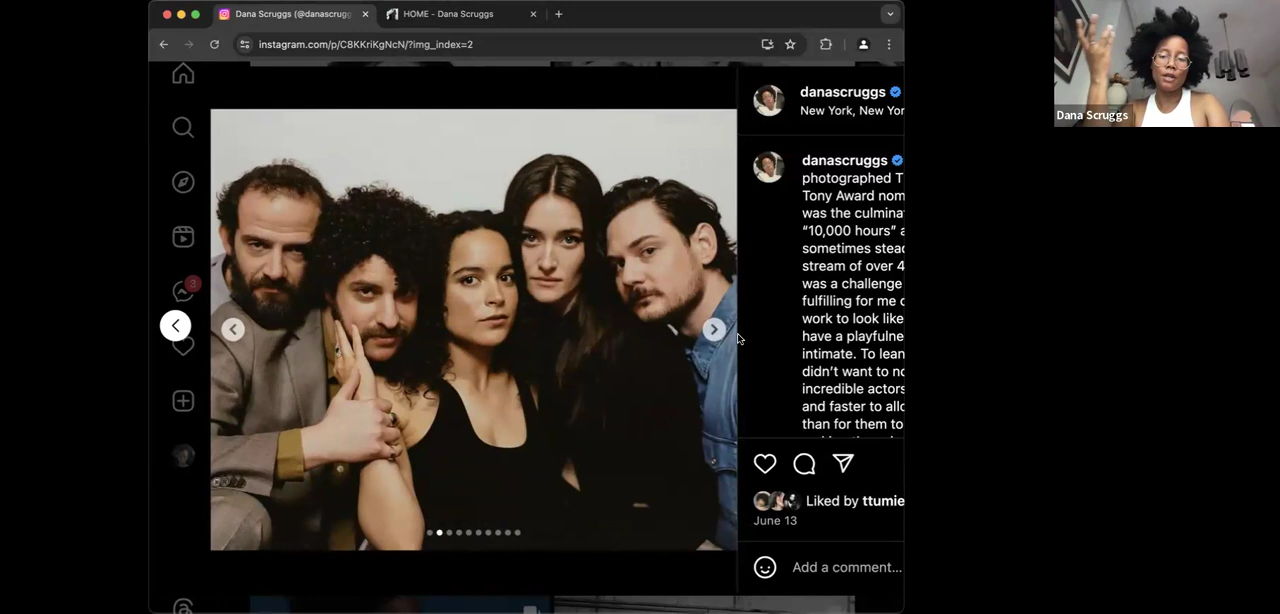 Dana Scruggs (@danascrugg
HOME - Dana Scruggs
instagram.com/p/C8KKriKgNcN/?img_index=2
danascruggs
New York, New Yor
danascruggs
photographed T
Tony Award nom
was the culmina
“10,000 hours” a
sometimes stead
stream of over 4
was a challenge
fulfilling for me
work to look like
have a playfulne
intimate. To lean
didn’t want to no
incredible actors
and faster to allo
than for them to
3
Liked by ttumie
June 13
Add a comment...
Dana Scruggs